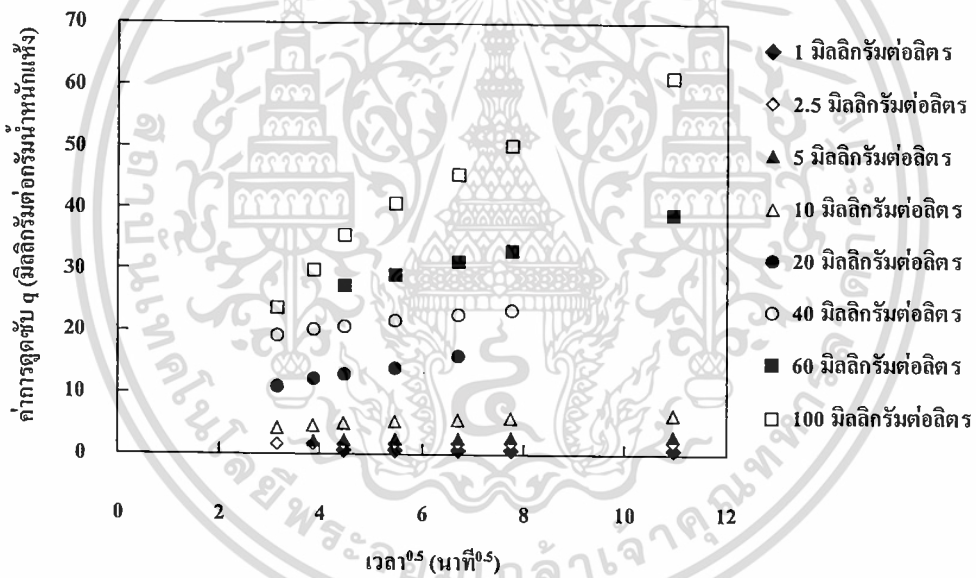 70
60
50
40
30
20
10
0
ค่าการดูดซับ q (มิลลิกรัมต่อกรัมน้ำหนักแห้ง)
0 2 4 6 8 10 12
เวลา^0.5 (นาที^0.5)
1 มิลลิกรัมต่อลิตร
2.5 มิลลิกรัมต่อลิตร
5 มิลลิกรัมต่อลิตร
10 มิลลิกรัมต่อลิตร
20 มิลลิกรัมต่อลิตร
40 มิลลิกรัมต่อลิตร
60 มิลลิกรัมต่อลิตร
100 มิลลิกรัมต่อลิตร